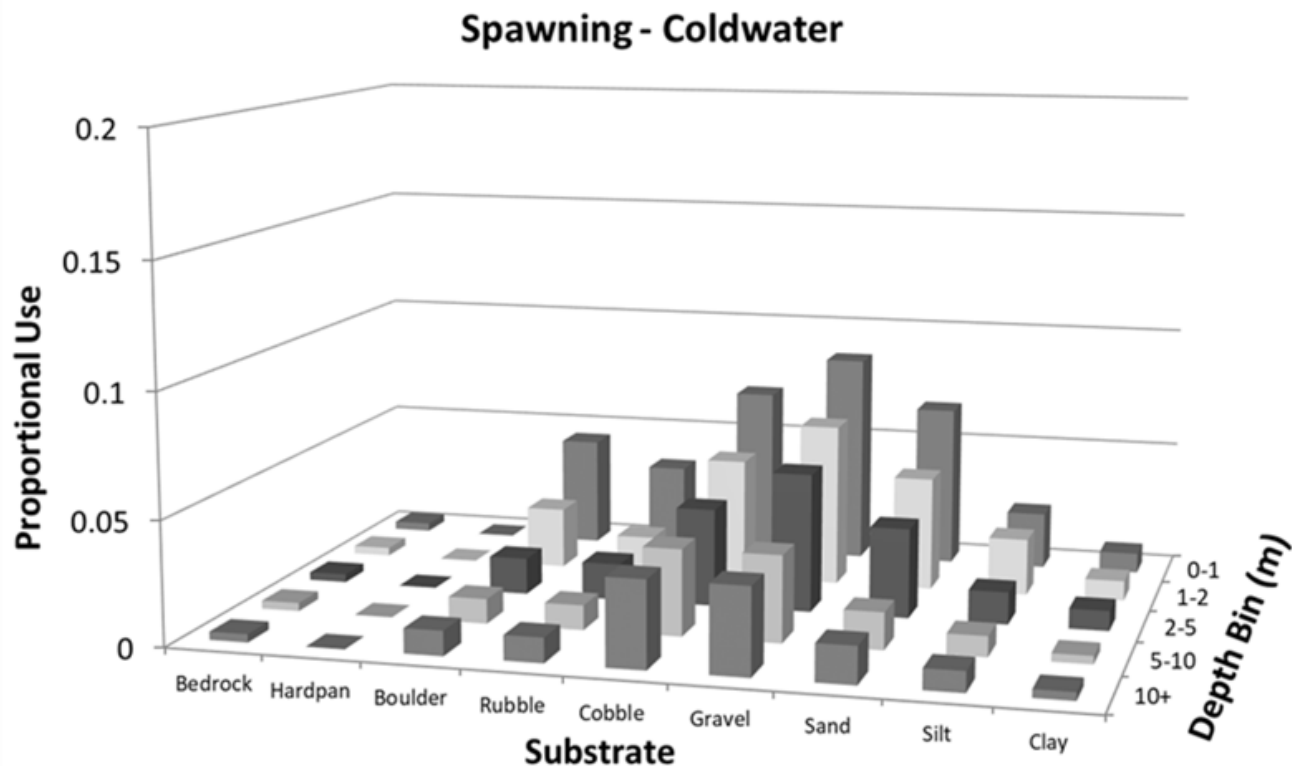 Spawning - Coldwater
Proportional Use
0.2
0.15
0.1
0.05
0
Bedrock
Hardpan
Boulder
Rubble
Cobble
Gravel
Sand
Silt
Clay
Substrate
0-1
1-2
2-5
5-10
10+
Depth Bin (m)